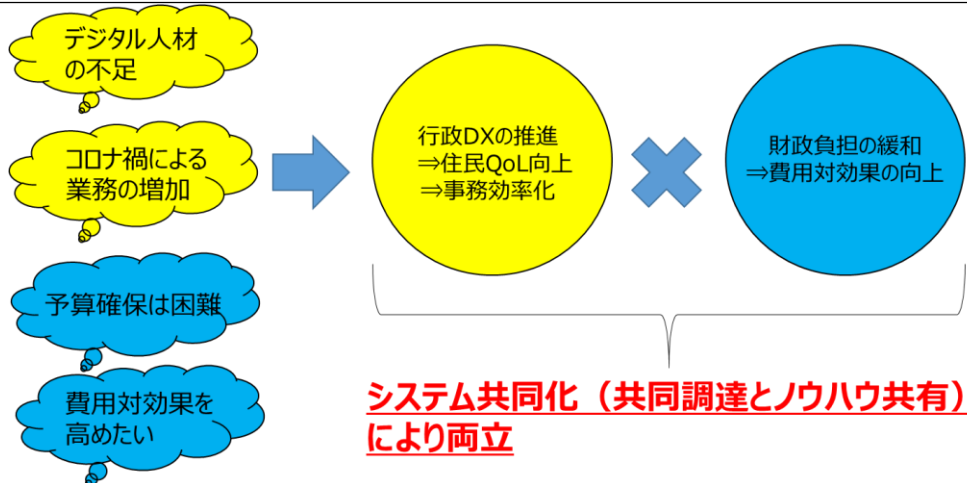 デジタル人材
の不足
コロナ禍による
業務の増加
予算確保は困難
費用対効果を
高めたい
行政DXの推進
⇒住民QoL向上
⇒事務効率化
財政負担の緩和
⇒費用対効果の向上
システム共同化（共同調達とノウハウ共有）
により両立